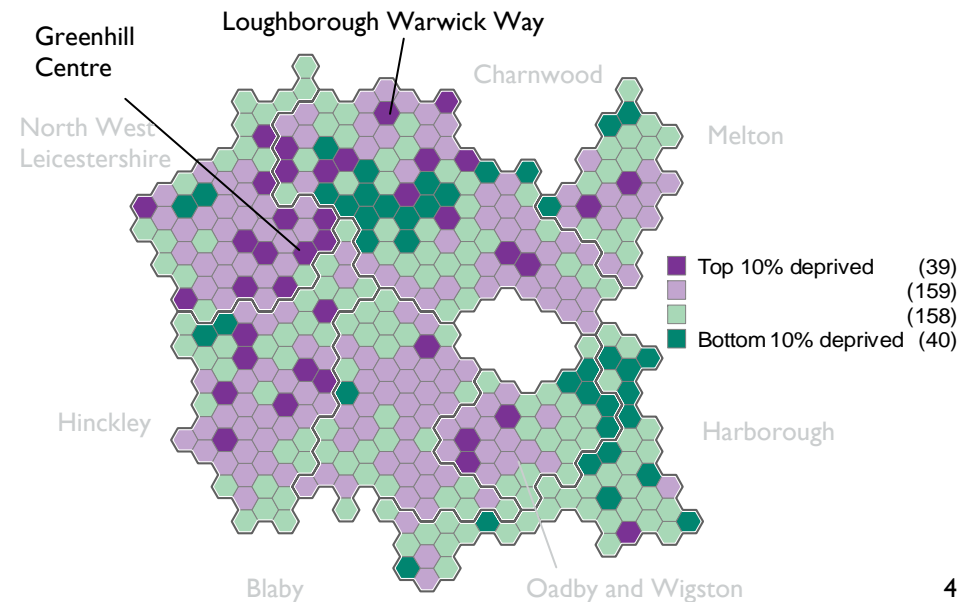 Loughborough Warwick Way
Greenhill
Centre
Charnwood
North West
Leicestershire
Melton
Top 10% deprived (39)
(159)
(158)
Bottom 10% deprived (40)
Hinckley
Harborough
Blaby
Oadby and Wigston
4